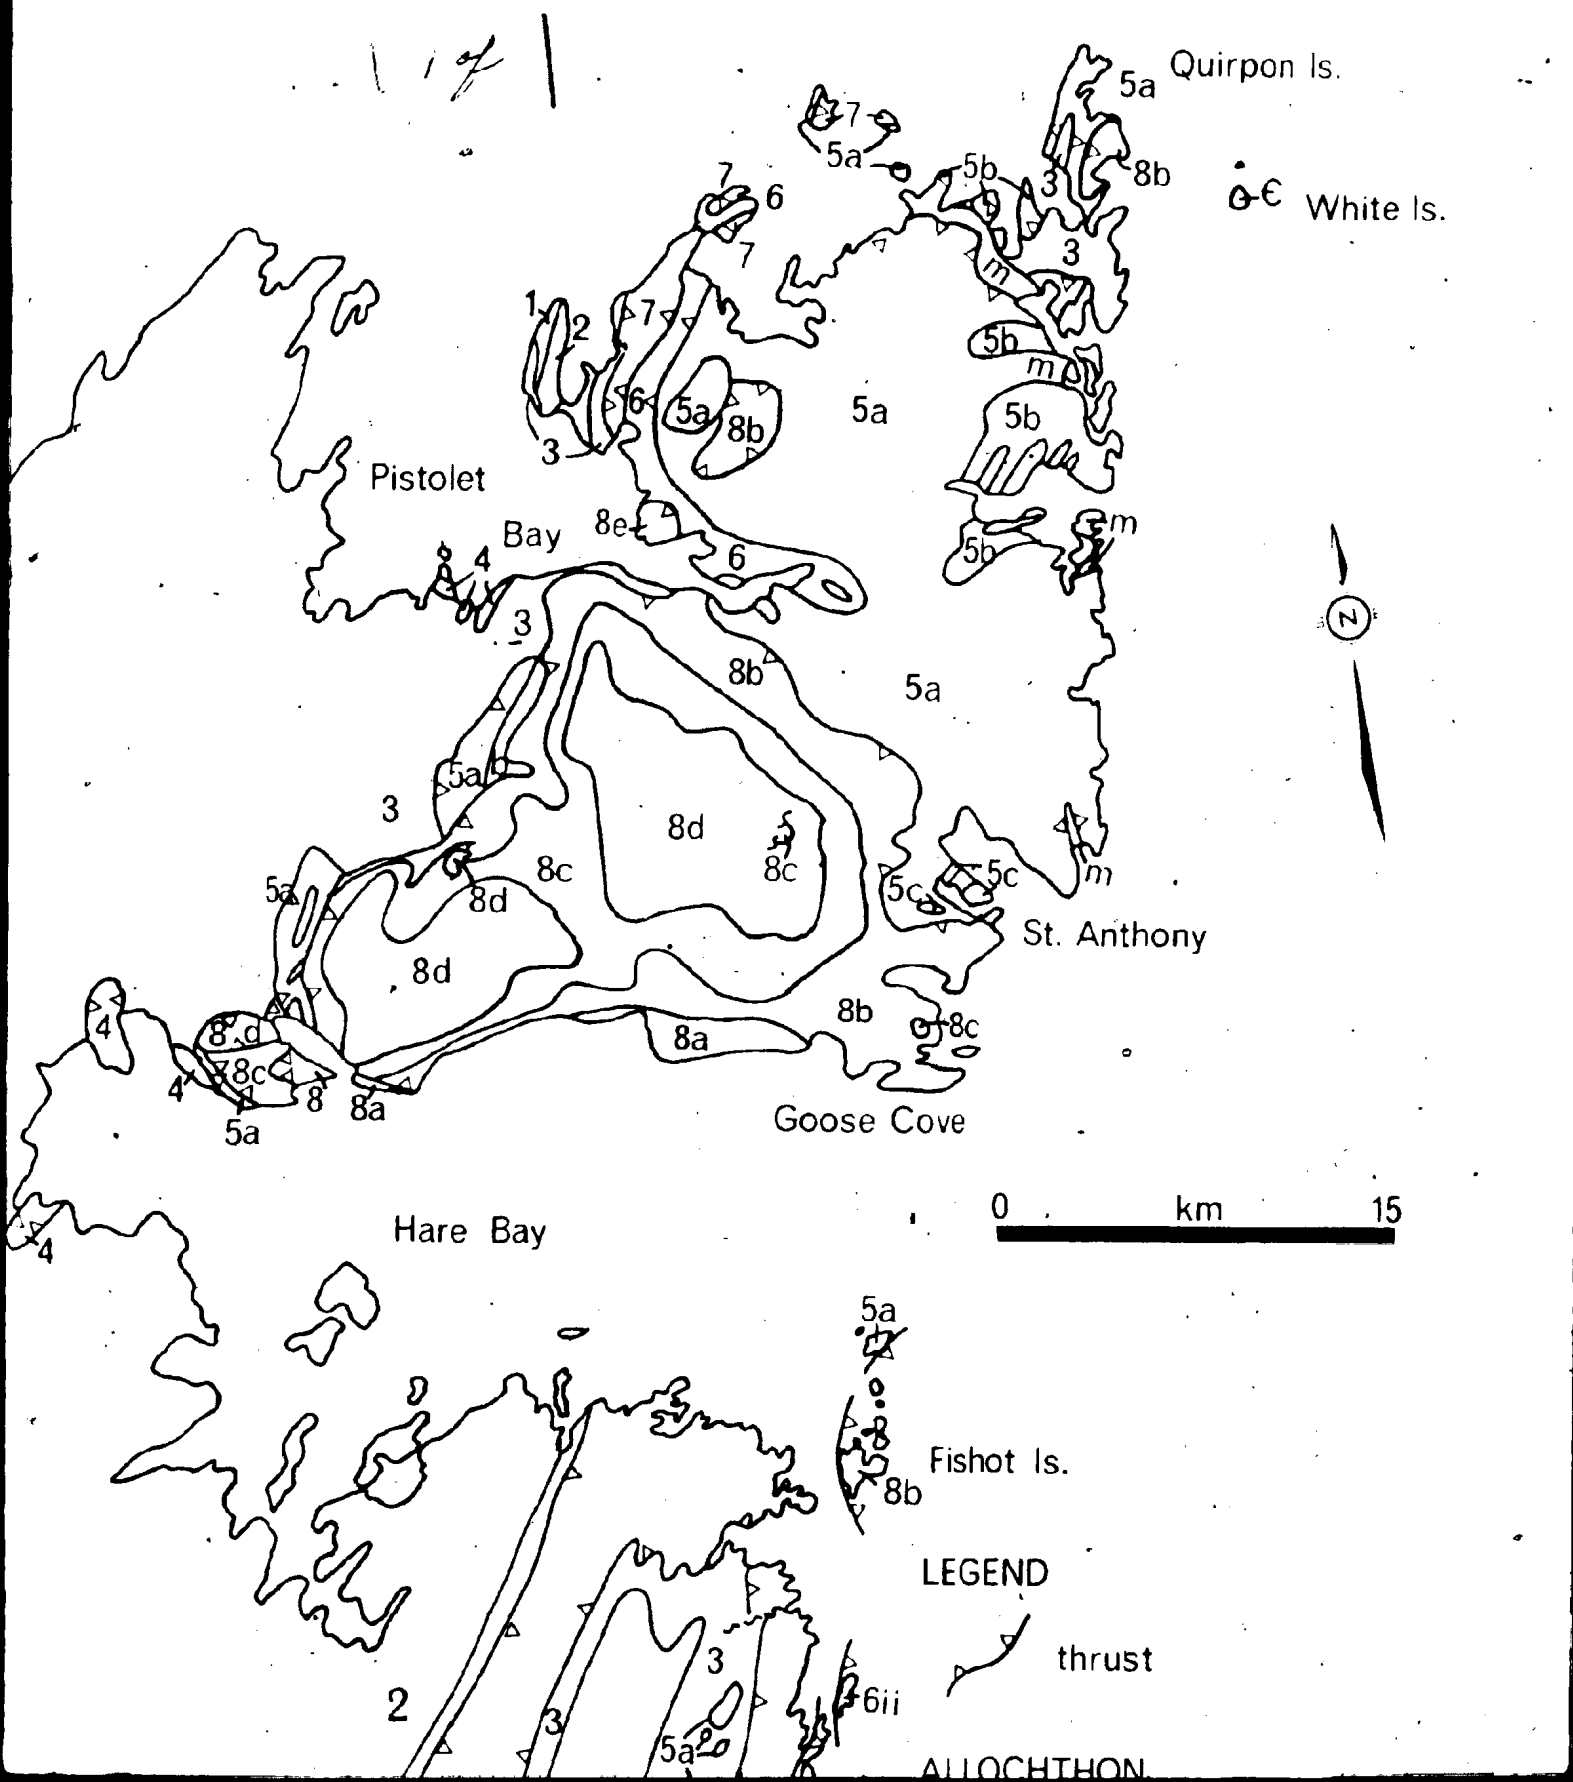 1 of
Quirpon Is.
5a
7
5a
5b
3
8b
Є
White Is.
7
6
7
3
m
1
2
7
5b
m
6
5a
8b
5a
5b
3
Pistolet
Bay
8e
m
5b
4
6
3
8b
5a
5a
3
8d
8c
8c
5c
5c
m
5a
8d
St. Anthony
8d
8b
8c
4
8
d
8a
8c
4
8
8a
5a
Goose Cove
0 km 15
Hare Bay
4
5a
8
Fishot Is.
8b
LEGEND
3
thrust
2
3
6ii
5a
ALLOCHTHON